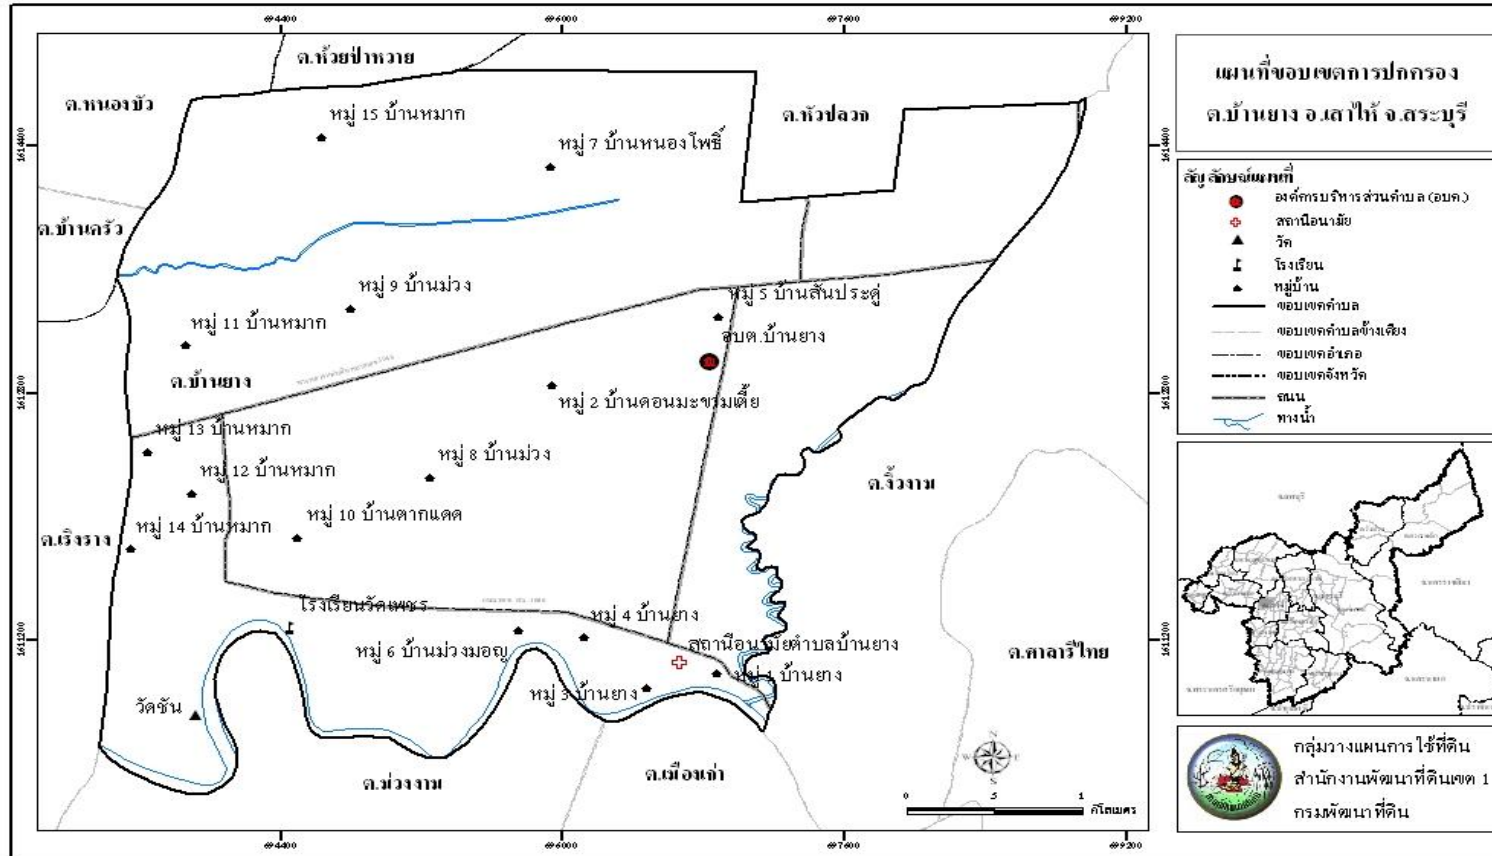 694400 696000 697600 699200
ต.ห้วยป่าหวาย
ต.หนองบัว
หมู่ 15 บ้านหมาก
ต.หัวปลวก
หมู่ 7 บ้านหนองโพธิ์
1614400
1614400
ต.บ้านครัว
หมู่ 9 บ้านม่วง
หมู่ 5 บ้านสันประดู่
หมู่ 11 บ้านหมาก
อบต.บ้านยาง
ต.บ้านยาง
หมู่ 2 บ้านดอนมะขามเตี้ย
หมู่ 13 บ้านหมาก
หมู่ 8 บ้านม่วง
หมู่ 12 บ้านหมาก
ต.งิ้วงาม
หมู่ 10 บ้านตากแดด
หมู่ 14 บ้านหมาก
ต.เริงราง
โรงเรียนวัดเพชร
หมู่ 4 บ้านยาง
1611200
1611200
สถานีอนามัยตำบลบ้านยาง
หมู่ 6 บ้านม่วงมอญ
ต.ศาลารีไทย
หมู่ 1 บ้านยาง
หมู่ 3 บ้านยาง
วัดชัน
N
W E
S
ต.ม่วงงาม
ต.เมืองเก่า
0 .5 1
กิโลเมตร
694400 696000 697600 699200
แผนที่ขอบเขตการปกครอง
ต.บ้านยาง อ.เสาไห้ จ.สระบุรี
สัญลักษณ์แผนที่
องค์การบริหารส่วนตำบล (อบต.)
สถานีอนามัย
วัด
โรงเรียน
หมู่บ้าน
ขอบเขตตำบล
ขอบเขตตำบลข้างเคียง
ขอบเขตอำเภอ
ขอบเขตจังหวัด
ถนน
ทางน้ำ
กลุ่มวางแผนการใช้ที่ดิน
สำนักงานพัฒนาที่ดินเขต 1
กรมพัฒนาที่ดิน